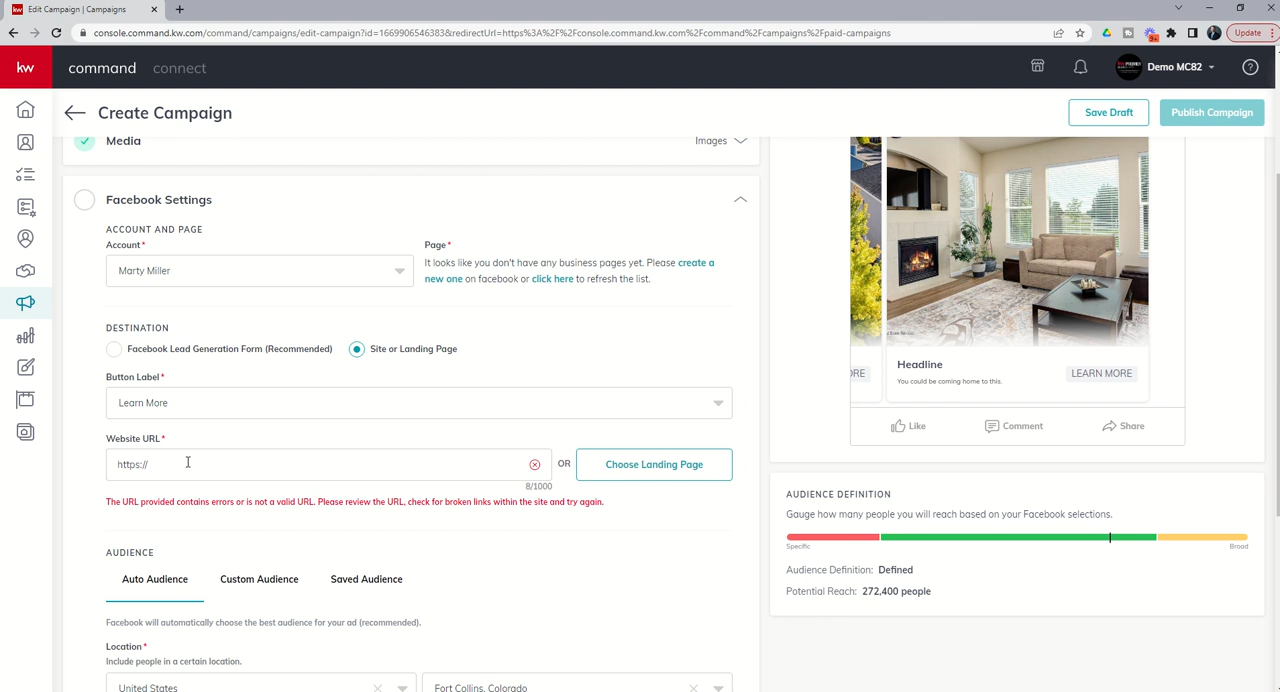 kw Edit Campaign | Campaigns
console.command.kw.com/command/campaigns/edit-campaign?id=1669906546383&redirectUrl=https%3A%2F%2Fconsole.command.kw.com%2Fcommand%2Fcampaigns%2Fpaid-campaigns
9+
Update
kw
command connect
Demo MC82
Create Campaign
Save Draft
Publish Campaign
Media
Images
Facebook Settings
ACCOUNT AND PAGE
Account*
Marty Miller
Page*
It looks like you don't have any business pages yet. Please create a
new one on facebook or click here to refresh the list.
DESTINATION
Facebook Lead Generation Form (Recommended)
Site or Landing Page
Button Label*
Learn More
Website URL*
https://
OR
Choose Landing Page
8/1000
The URL provided contains errors or is not a valid URL. Please review the URL, check for broken links within the site and try again.
AUDIENCE
Auto Audience
Custom Audience
Saved Audience
Facebook will automatically choose the best audience for your ad (recommended).
Location*
Include people in a certain location.
United States
Fort Collins, Colorado
ORE
Headline
You could be coming home to this.
LEARN MORE
Like
Comment
Share
AUDIENCE DEFINITION
Gauge how many people you will reach based on your Facebook selections.
Specific
Broad
Audience Definition: Defined
Potential Reach: 272,400 people